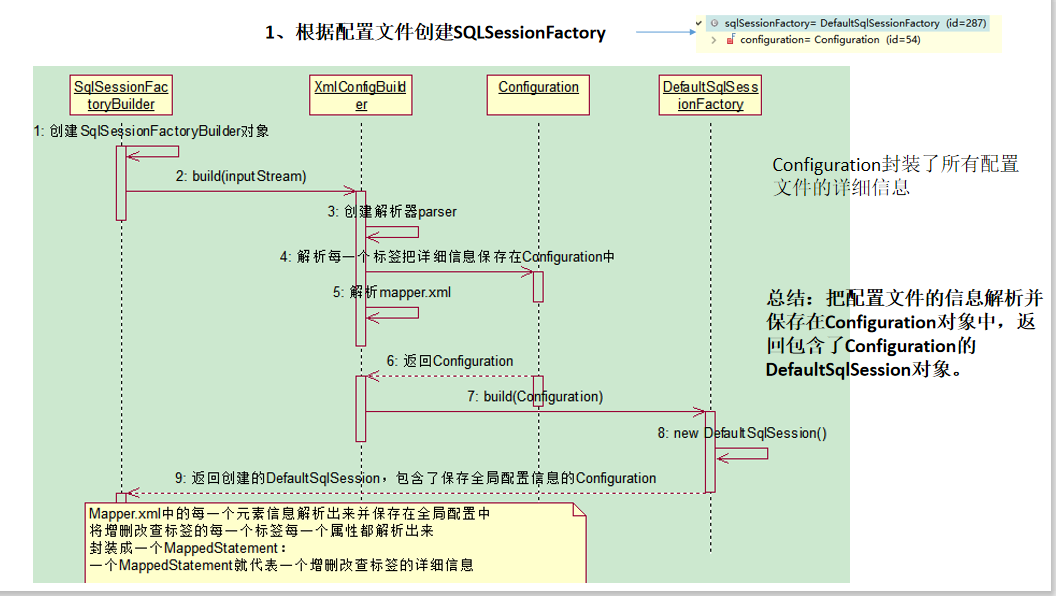 1、根据配置文件创建SQLSessionFactory
sqlSessionFactory= DefaultSqlSessionFactory (id=287)
configuration= Configuration (id=54)
SqlSessionFac
toryBuilder
XmlConfigBuild
er
Configuration
DefaultSqlSess
ionFactory
1: 创建SqlSessionFactoryBuilder对象
2: build(inputStream)
3: 创建解析器parser
4: 解析每一个标签把详细信息保存在Configuration中
5: 解析mapper.xml
6: 返回Configuration
7: build(Configuration)
8: new DefaultSqlSession()
9: 返回创建的DefaultSqlSession，包含了保存全局配置信息的Configuration
Mapper.xml中的每一个元素信息解析出来并保存在全局配置中
将增删改查标签的每一个标签每一个属性都解析出来
封装成一个MappedStatement：
一个MappedStatement就代表一个增删改查标签的详细信息
Configuration封装了所有配置
文件的详细信息
总结：把配置文件的信息解析并
保存在Configuration对象中，返
回包含了Configuration的
DefaultSqlSession对象。